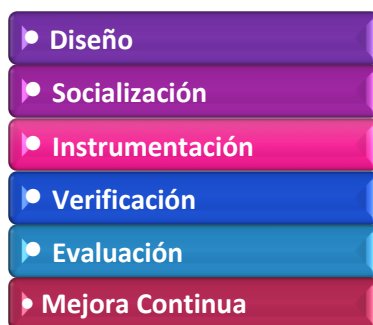 • Diseño
• Socialización
• Instrumentación
• Verificación
• Evaluación
• Mejora Continua